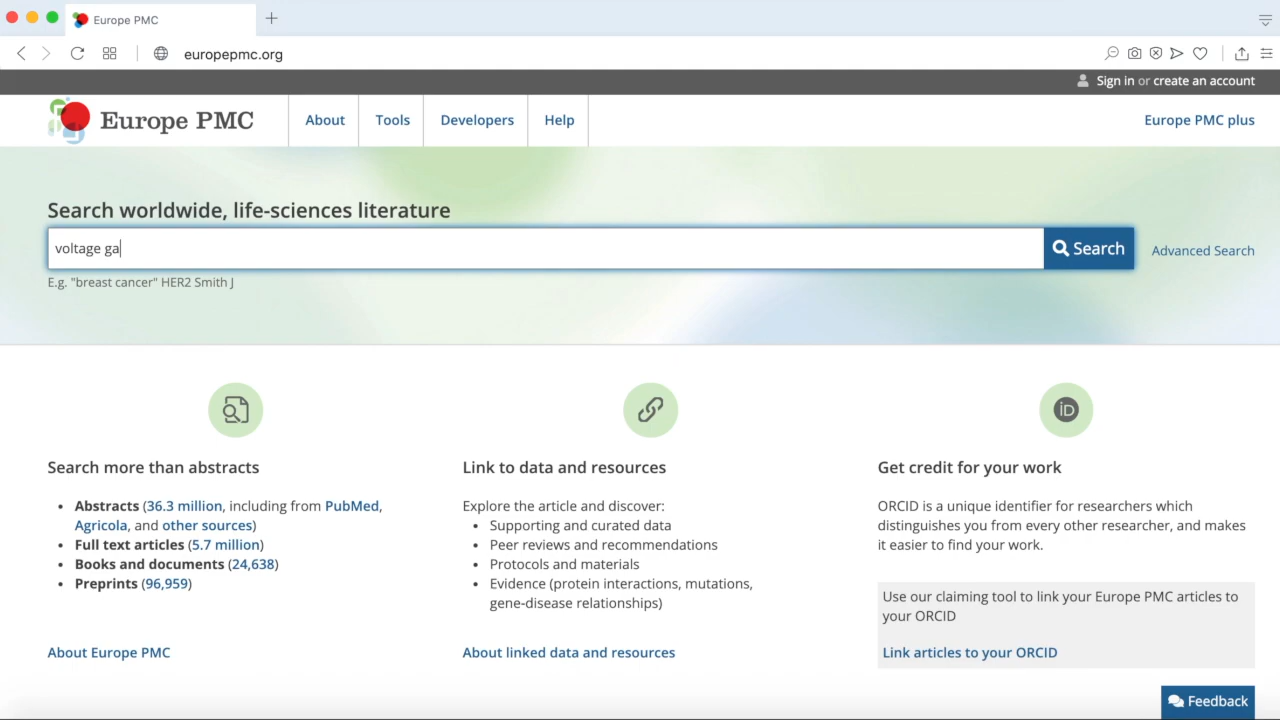 Europe PMC
europepmc.org
Sign in or create an account
Europe PMC
About
Tools
Developers
Help
Europe PMC plus
Search worldwide, life-sciences literature
voltage ga
Search
Advanced Search
E.g. "breast cancer" HER2 Smith J
iD
Search more than abstracts
• Abstracts (36.3 million, including from PubMed,
Agricola, and other sources)
• Full text articles (5.7 million)
• Books and documents (24,638)
• Preprints (96,959)
About Europe PMC
Link to data and resources
Explore the article and discover:
• Supporting and curated data
• Peer reviews and recommendations
• Protocols and materials
• Evidence (protein interactions, mutations,
gene-disease relationships)
About linked data and resources
Get credit for your work
ORCID is a unique identifier for researchers which
distinguishes you from every other researcher, and makes
it easier to find your work.
Use our claiming tool to link your Europe PMC articles to
your ORCID
Link articles to your ORCID
Feedback